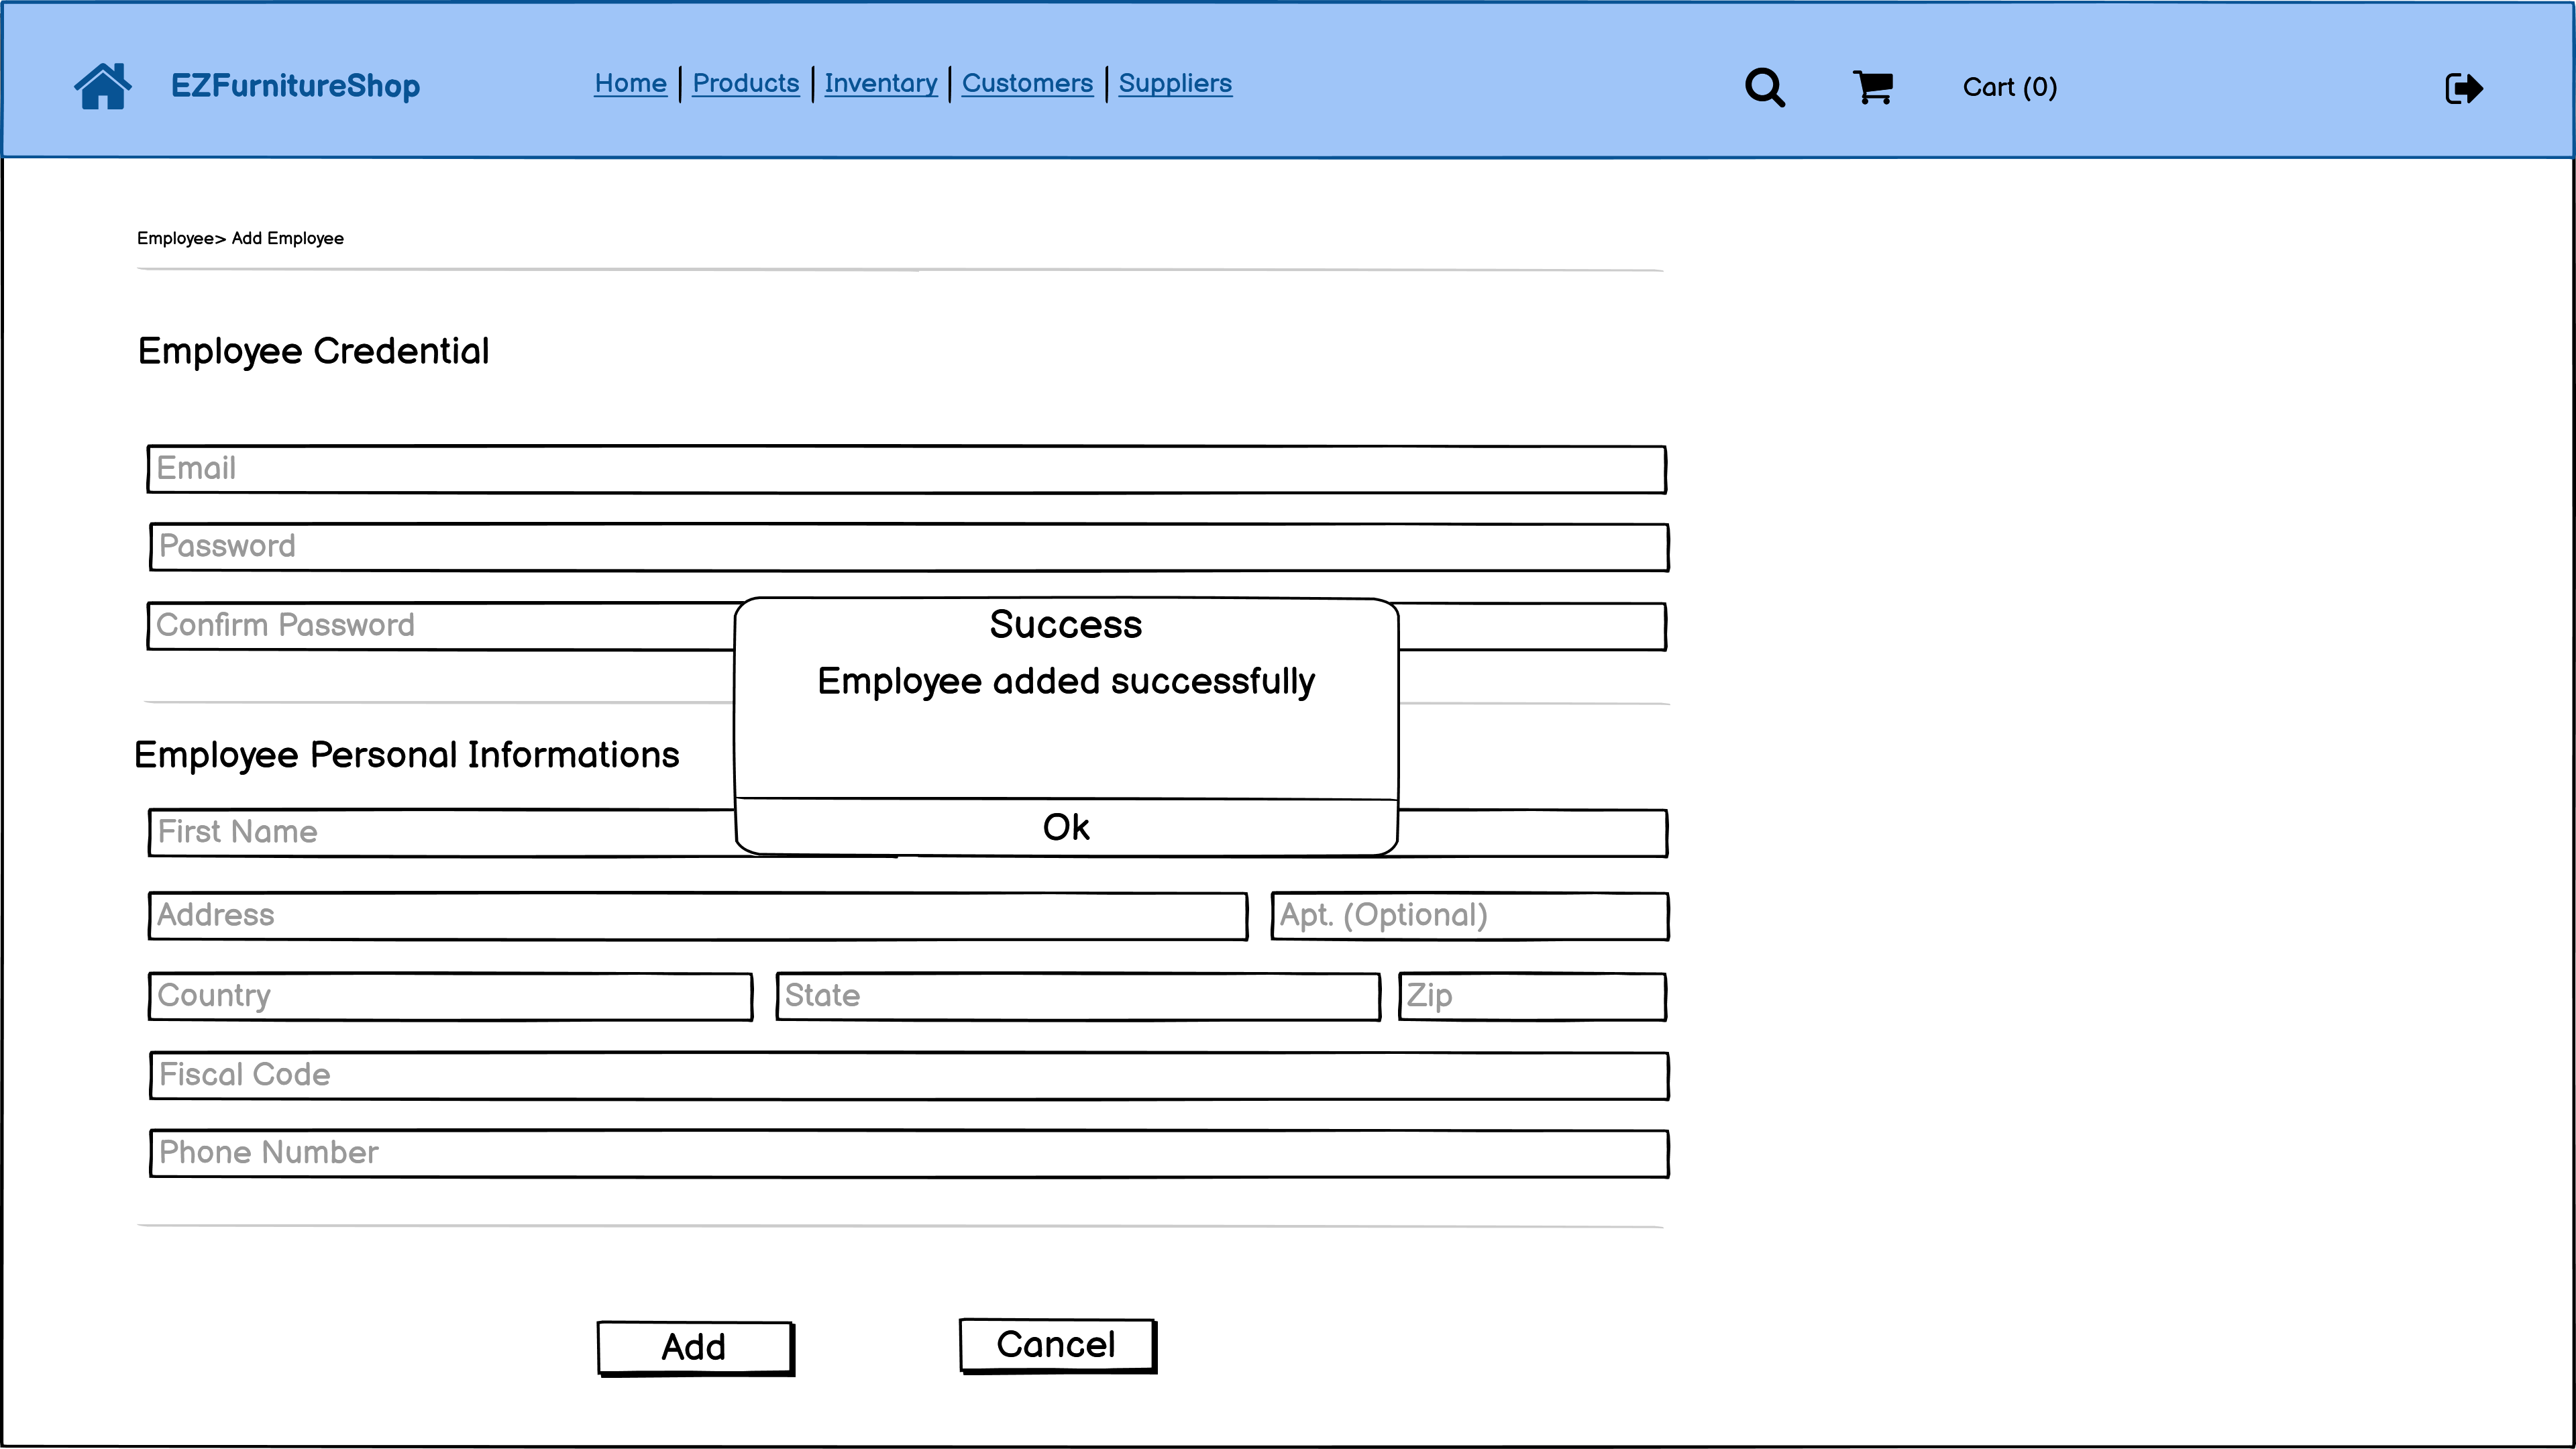 EZFurnitureShop Home Products Inventory Customers Suppliers Cart (0)
Employee> Add Employee
Employee Credential
Email
Password
Confirm Password
Success
Employee added successfully
Employee Personal Informations
First Name
Ok
Address Apt. (Optional)
Country State Zip
Fiscal Code
Phone Number
Add Cancel